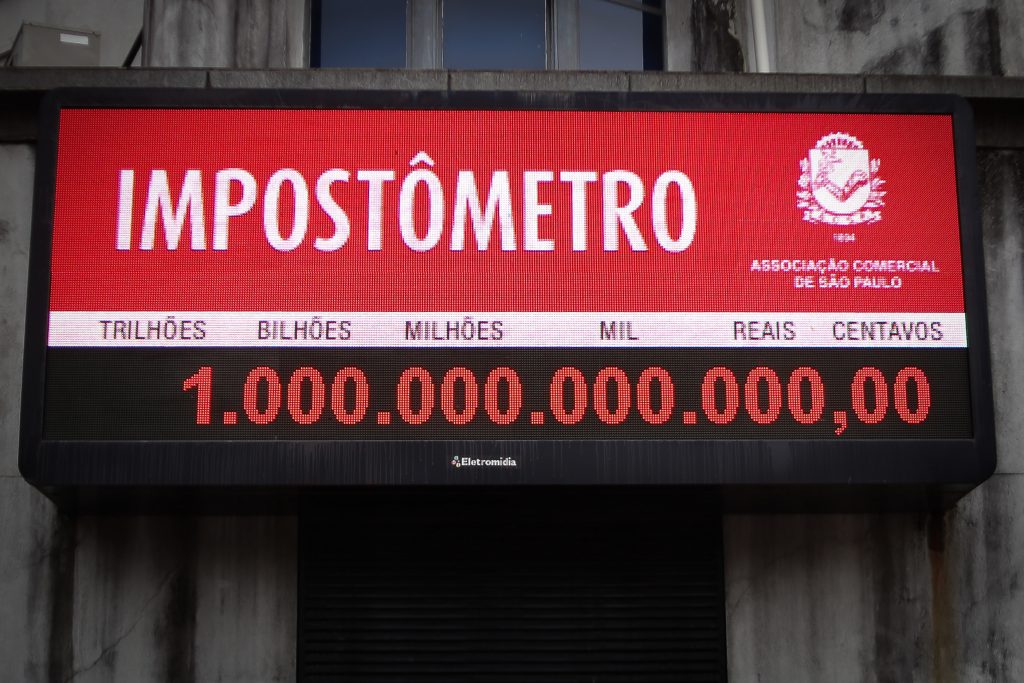 IMPOSTÔMETRO
1894
ASSOCIAÇÃO COMERCIAL
DE SÃO PAULO
TRILHÕES BILHÕES MILHÕES MIL REAIS CENTAVOS
1.000.000.000.000,00
Eletromidia